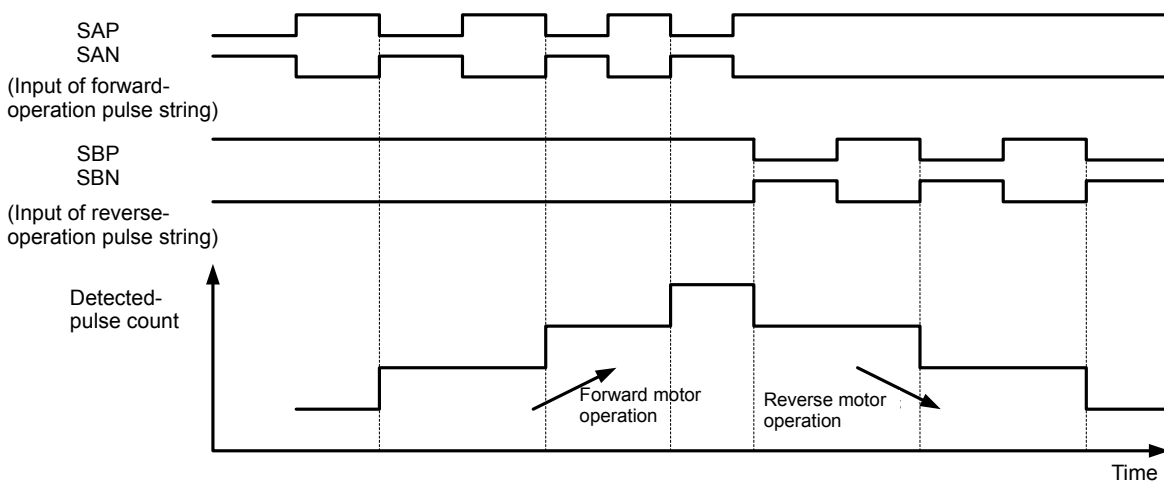 SAP
SAN
(Input of forward-
operation pulse string)
SBP
SBN
(Input of reverse-
operation pulse string)
Detected-
pulse count
Forward motor
operation
Reverse motor
operation
Time